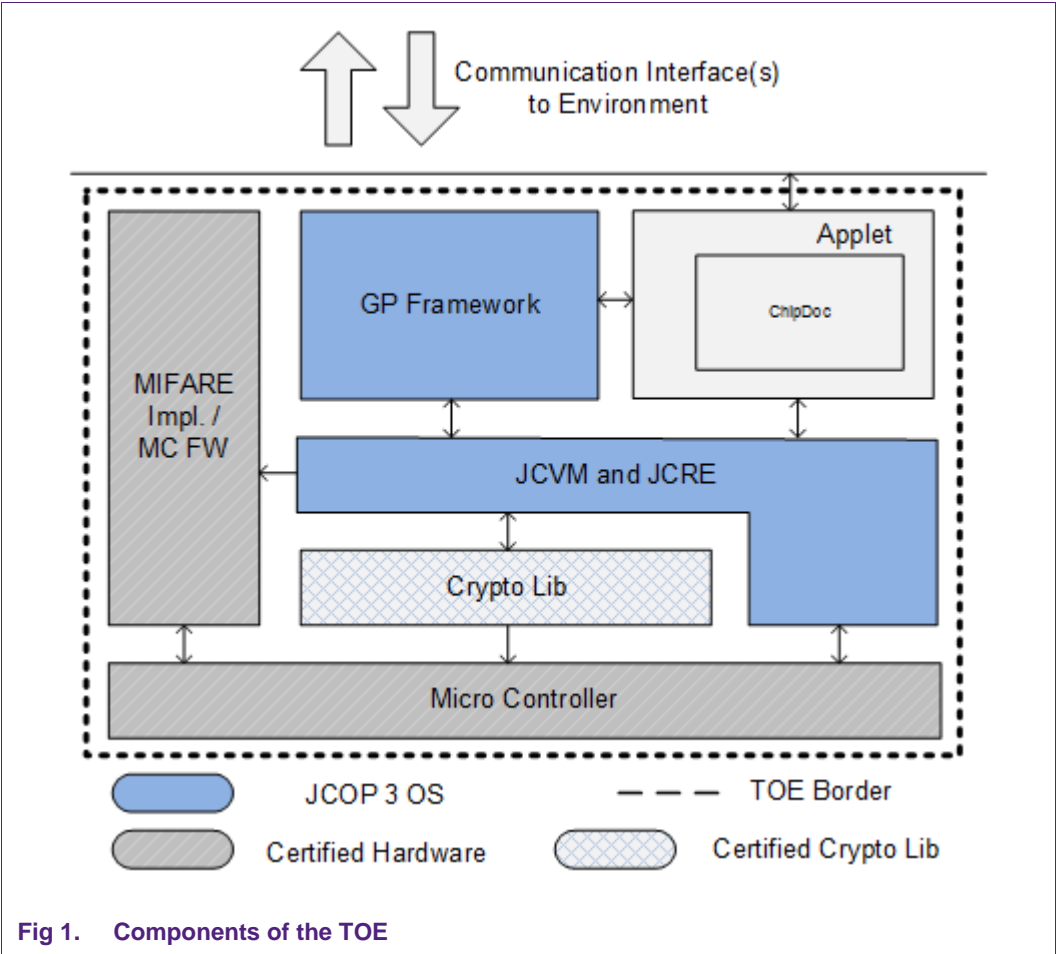 Communication Interface(s)
to Environment
Applet
GP Framework
ChipDoc
MIFARE
Impl. /
MC FW
JCVM and JCRE
Crypto Lib
Micro Controller
JCOP 3 OS
TOE Border
Certified Hardware
Certified Crypto Lib
Fig 1. Components of the TOE